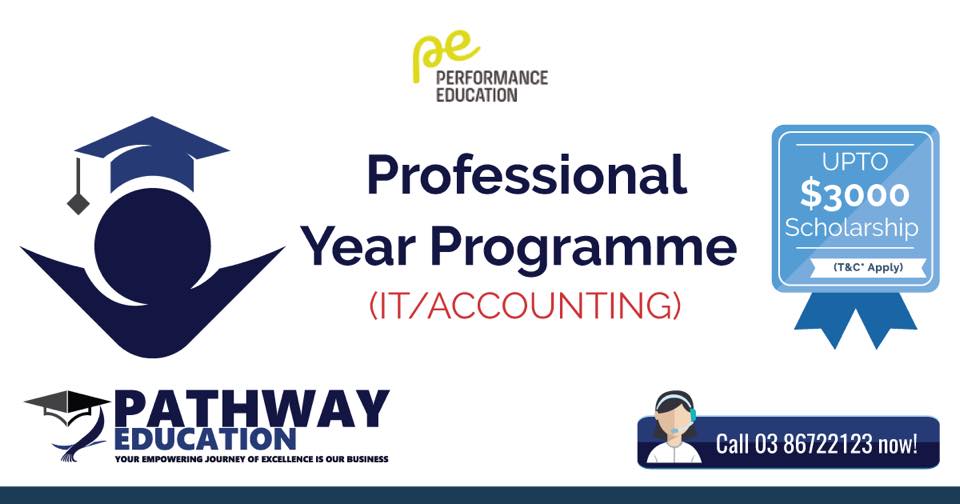 pe
PERFORMANCE
EDUCATION
Professional
Year Programme
(IT/ACCOUNTING)
UPTO
$3000
Scholarship
(T&C* Apply)
PATHWAY
EDUCATION
YOUR EMPOWERING JOURNEY OF EXCELLENCE IS OUR BUSINESS
Call 03 86722123 now!